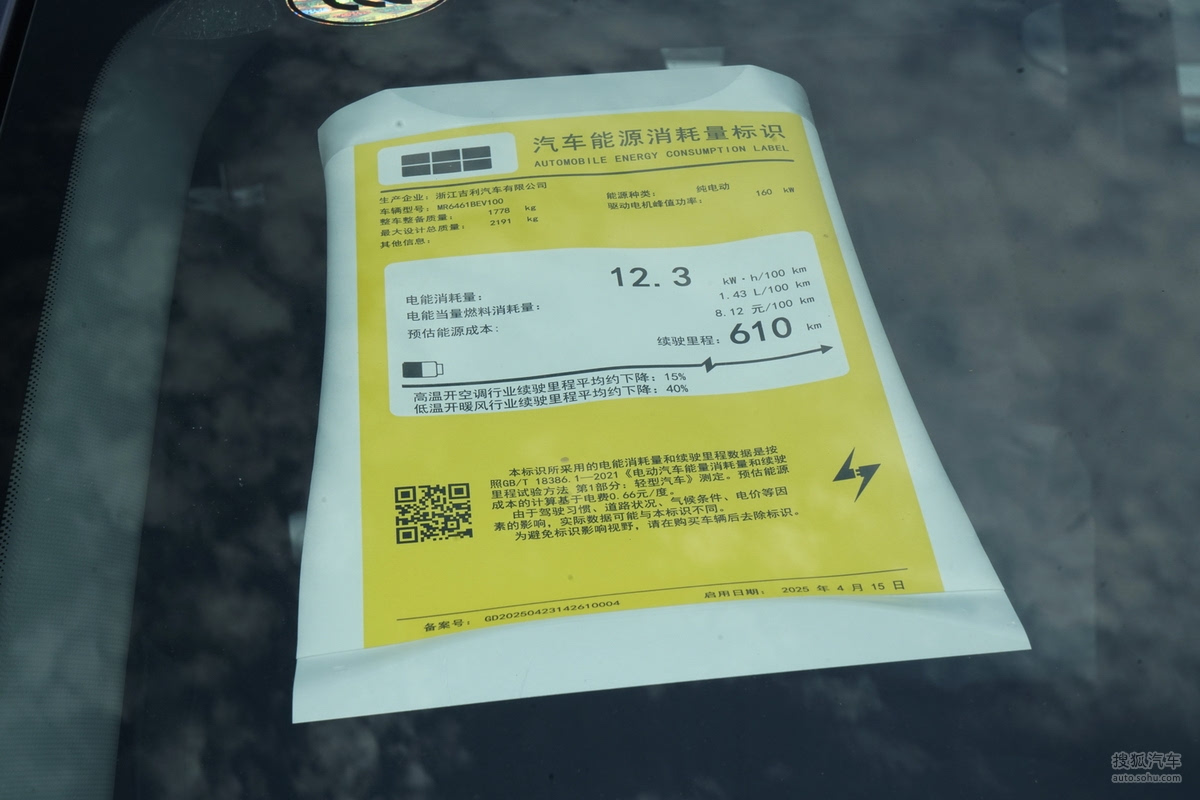 汽车能源消耗量标识
AUTOMOBILE ENERGY CONSUMPTION LABEL
生产企业：浙江吉利汽车有限公司
车辆型号：MR6461BEV100
整车整备质量： 1778 kg
最大设计总质量： 2191 kg
其他信息：
能源种类： 纯电动
驱动电机峰值功率： 160 kW
电能消耗量： 12.3 kW·h/100 km
电能当量燃料消耗量： 1.43 L/100 km
预估能源成本： 8.12 元/100 km
续驶里程：610 km
高温开空调行业续驶里程平均约下降：15%
低温开暖风行业续驶里程平均约下降：40%
本标识所采用的电能消耗量和续驶里程数据是按
照GB/T 18386.1—2021《电动汽车能量消耗量和续驶
里程试验方法 第1部分：轻型汽车》测定。预估能源
成本的计算基于电费0.66元/度。
由于驾驶习惯、道路状况、气候条件、电价等因
素的影响，实际数据可能与本标识不同。
为避免标识影响视野，请在购买车辆后去除标识。
备案号： GD20250423142610004
启用日期： 2025 年 4 月 15 日
搜狐汽车
auto.sohu.com